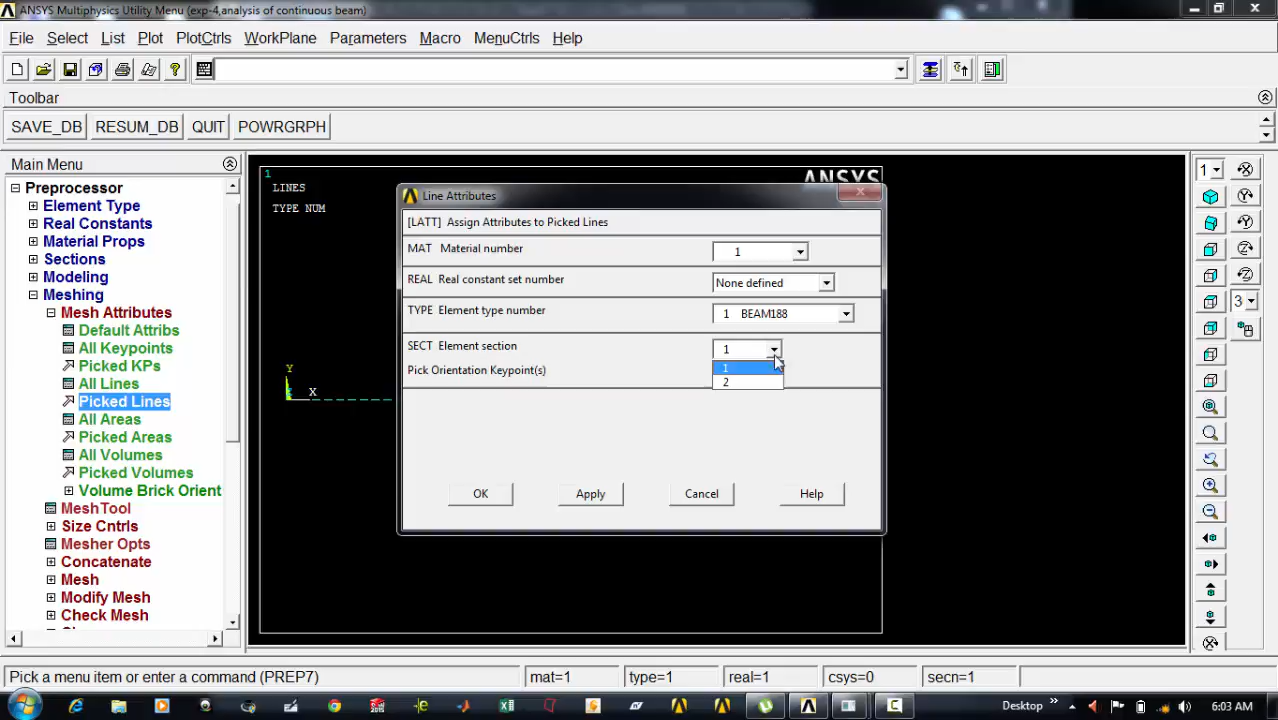 ANSYS Multiphysics Utility Menu (exp-4,analysis of continuous beam)
File Select List Plot PlotCtrls WorkPlane Parameters Macro MenuCtrls Help
Toolbar
SAVE_DB RESUM_DB QUIT POWRGRPH
Main Menu
Preprocessor
Element Type
Real Constants
Material Props
Sections
Modeling
Meshing
Mesh Attributes
Default Attribs
All Keypoints
Picked KPs
All Lines
Picked Lines
All Areas
Picked Areas
All Volumes
Picked Volumes
Volume Brick Orient
MeshTool
Size Cntrls
Mesher Opts
Concatenate
Mesh
Modify Mesh
Check Mesh
1
LINES
TYPE NUM
ANSYS
Y
X
Line Attributes
[LATT] Assign Attributes to Picked Lines
MAT Material number 1
REAL Real constant set number None defined
TYPE Element type number 1 BEAM188
SECT Element section 1
1
2
Pick Orientation Keypoint(s)
OK Apply Cancel Help
1
3
Pick a menu item or enter a command (PREP7) mat=1 type=1 real=1 csys=0 secn=1
Desktop 6:03 AM